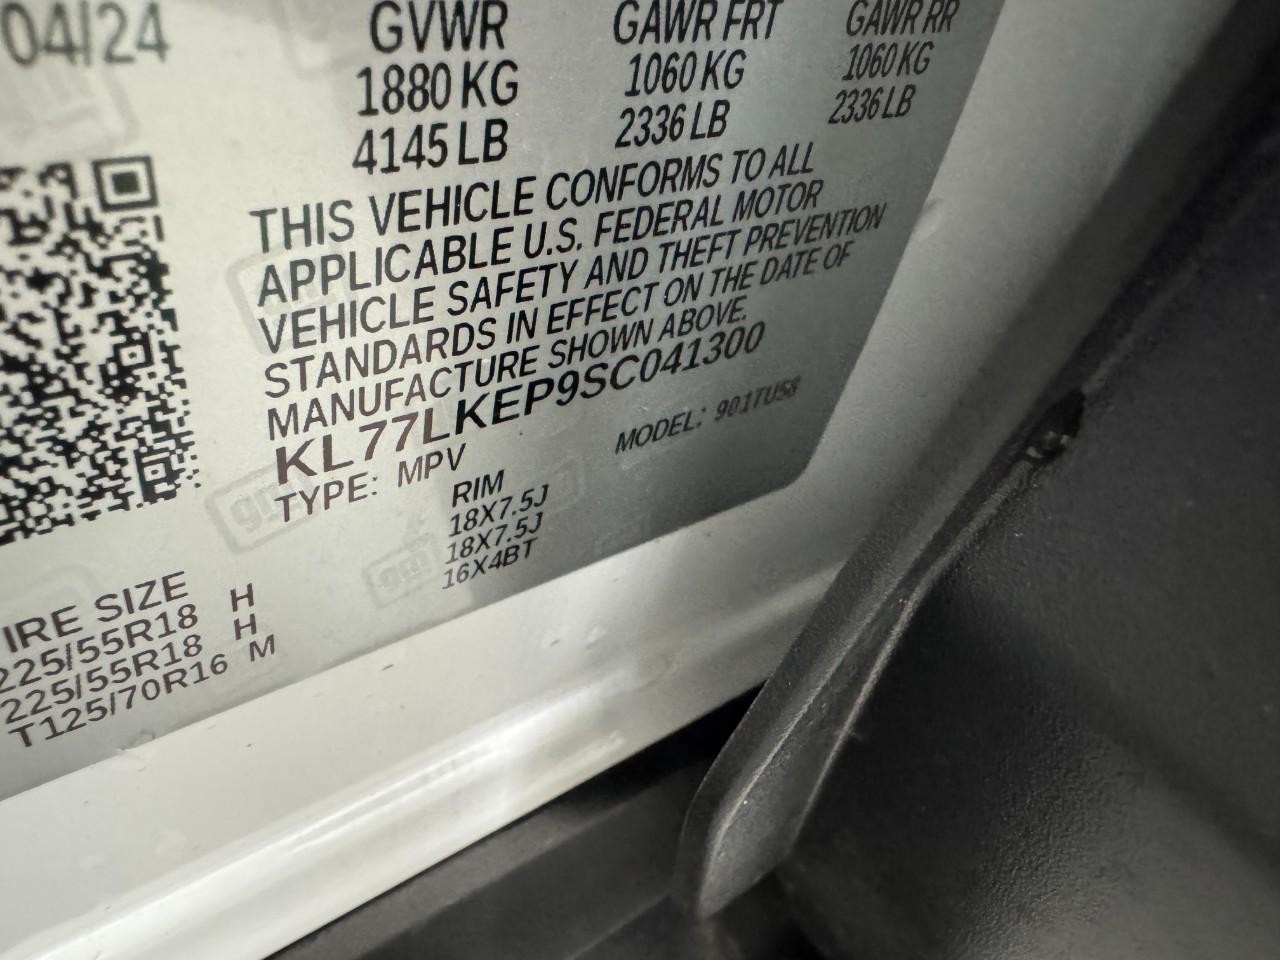 04/24 GVWR GAWR FRT GAWR RR
1880 KG 1060 KG 1060 KG
4145 LB 2336 LB 2336 LB
THIS VEHICLE CONFORMS TO ALL
APPLICABLE U.S. FEDERAL MOTOR
VEHICLE SAFETY AND THEFT PREVENTION
STANDARDS IN EFFECT ON THE DATE OF
MANUFACTURE SHOWN ABOVE.
KL77LKEP9SC041300
TYPE: MPV MODEL: 901TU58
IRE SIZE RIM
225/55R18 H 18X7.5J
225/55R18 H 18X7.5J
T125/70R16 M 16X4BT